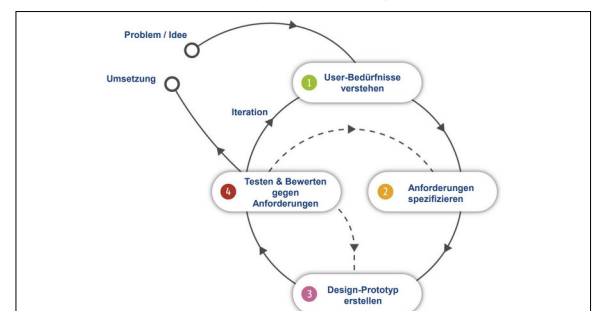 Problem / Idee
Umsetzung
1
User-Bedürfnisse
verstehen
Iteration
4
Testen & Bewerten
gegen
Anforderungen
2
Anforderungen
spezifizieren
3
Design-Prototyp
erstellen